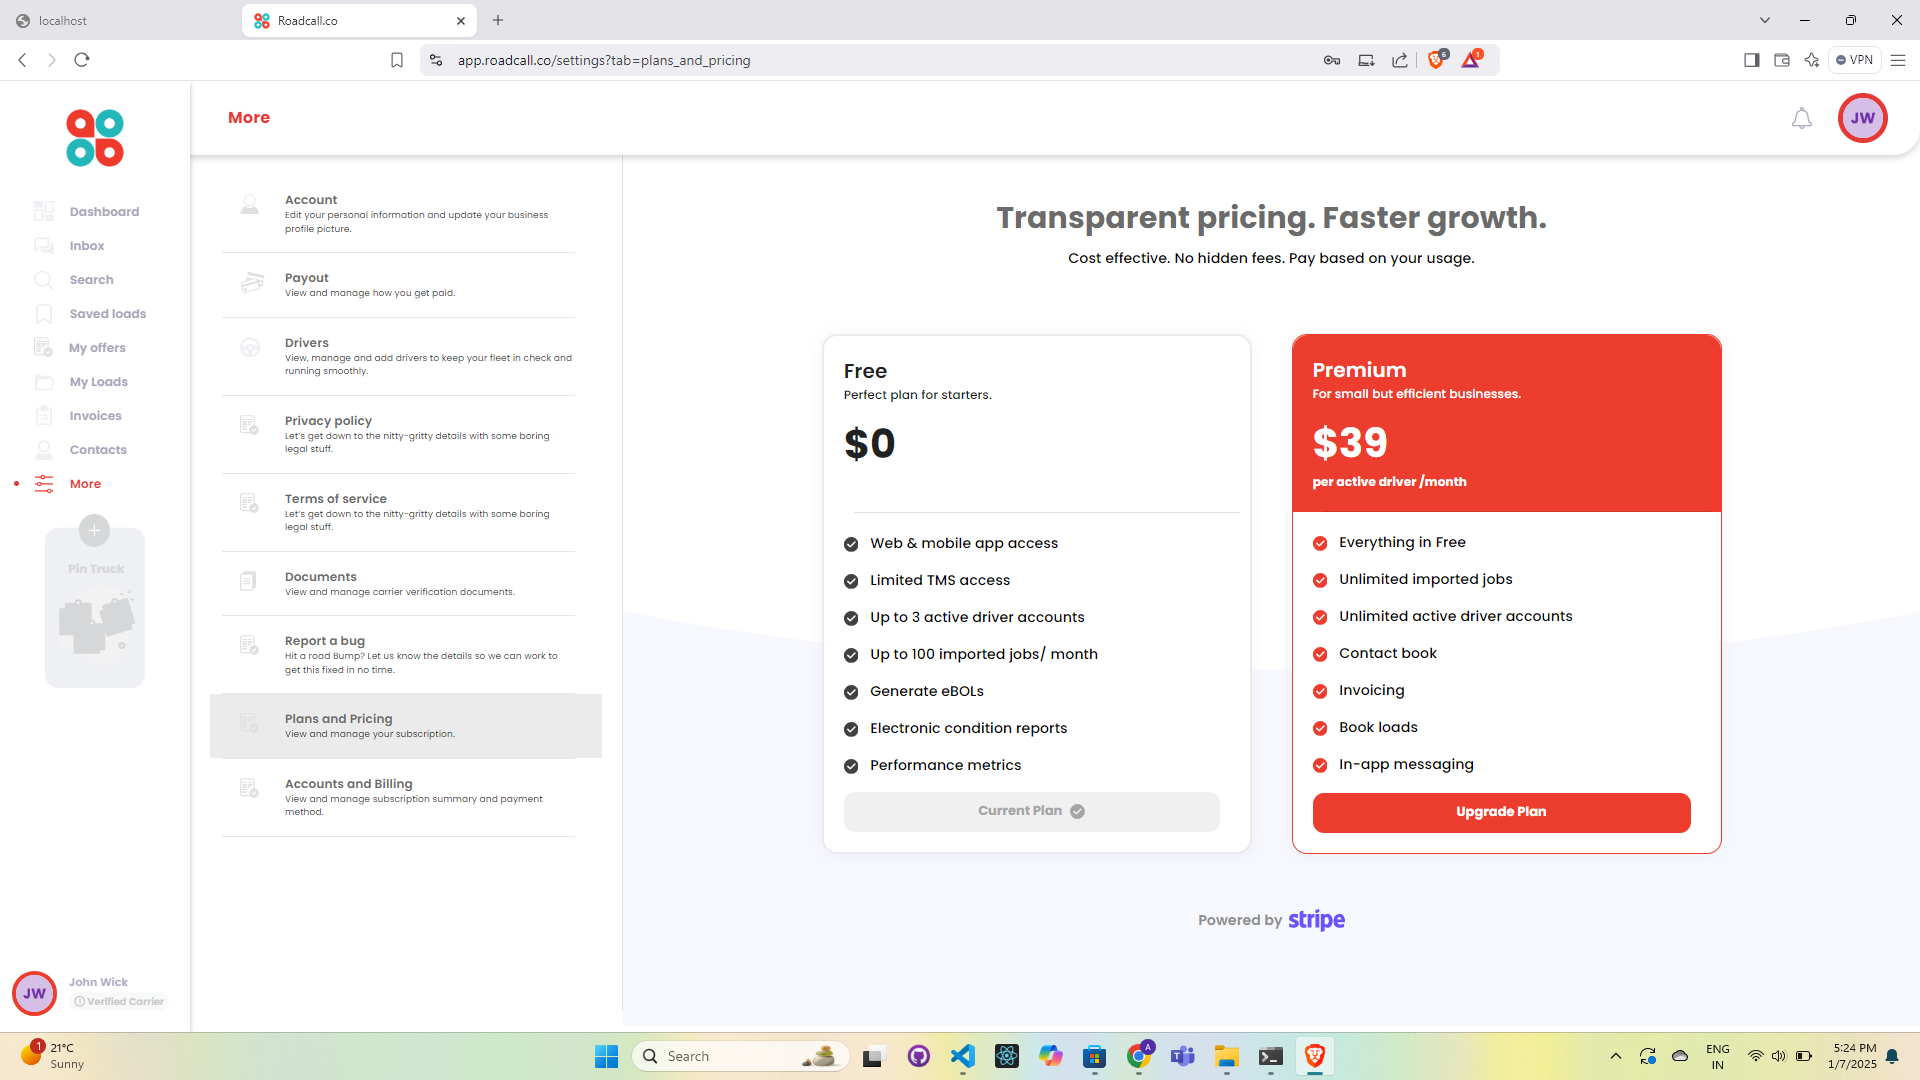 localhost
Roadcall.co
app.roadcall.co/settings?tab=plans_and_pricing
6
1
VPN
More
JW
Dashboard
Inbox
Search
Saved loads
My offers
My Loads
Invoices
Contacts
More
Pin Truck
JW
John Wick
Verified Carrier
Account
Edit your personal information and update your business
profile picture.
Payout
View and manage how you get paid.
Drivers
View, manage and add drivers to keep your fleet in check and
running smoothly.
Privacy policy
Let's get down to the nitty-gritty details with some boring
legal stuff.
Terms of service
Let's get down to the nitty-gritty details with some boring
legal stuff.
Documents
View and manage carrier verification documents.
Report a bug
Hit a road Bump? Let us know the details so we can work to
get this fixed in no time.
Plans and Pricing
View and manage your subscription.
Accounts and Billing
View and manage subscription summary and payment
method.
Transparent pricing. Faster growth.
Cost effective. No hidden fees. Pay based on your usage.
Free
Perfect plan for starters.
$0
Web & mobile app access
Limited TMS access
Up to 3 active driver accounts
Up to 100 imported jobs/ month
Generate eBOLs
Electronic condition reports
Performance metrics
Current Plan
Premium
For small but efficient businesses.
$39
per active driver /month
Everything in Free
Unlimited imported jobs
Unlimited active driver accounts
Contact book
Invoicing
Book loads
In-app messaging
Upgrade Plan
Powered by stripe
1
21°C
Sunny
Search
A
ENG
IN
5:24 PM
1/7/2025